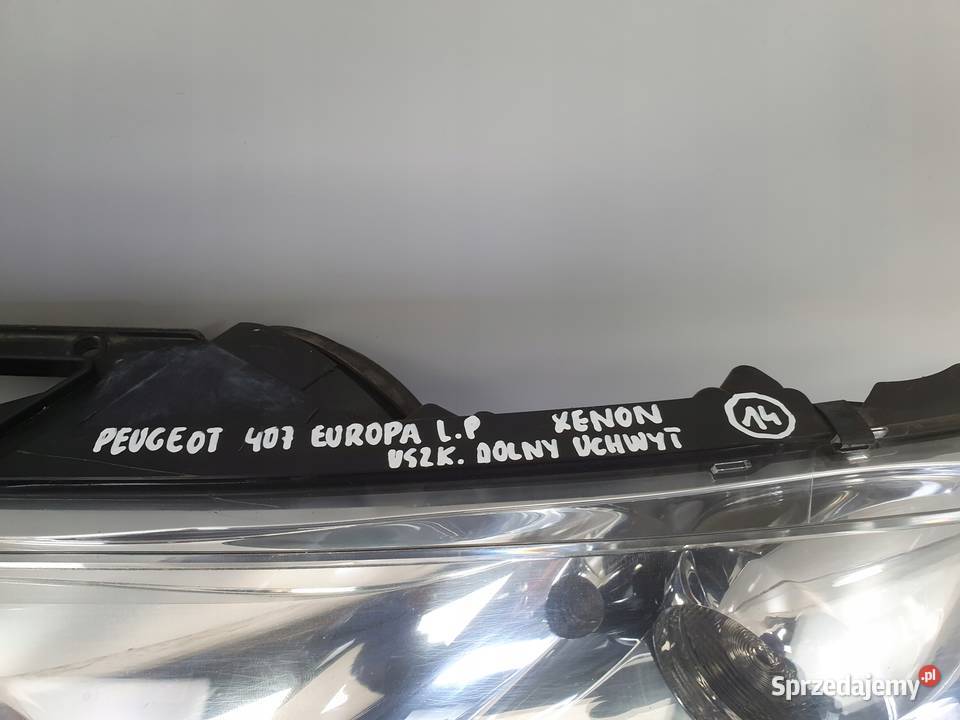 PEUGEOT 407 EUROPA L.P XENON 14
USZK. DOLNY UCHWYT
Sprzedajemy.pl